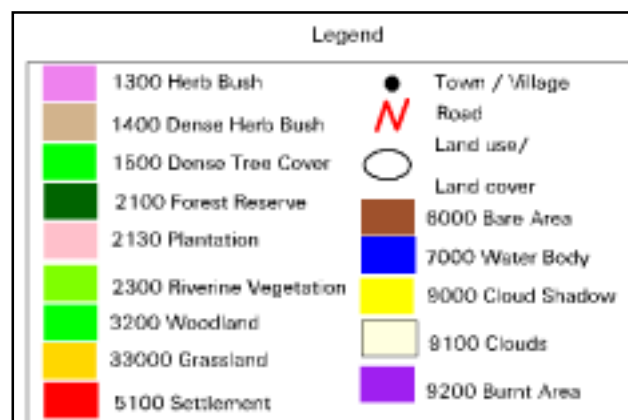 Legend
1300 Herb Bush
1400 Dense Herb Bush
1500 Dense Tree Cover
2100 Forest Reserve
2130 Plantation
2300 Riverine Vegetation
3200 Woodland
33000 Grassland
5100 Settlement
Town / Village
Road
Land use/
Land cover
6000 Bare Area
7000 Water Body
9000 Cloud Shadow
9100 Clouds
9200 Burnt Area